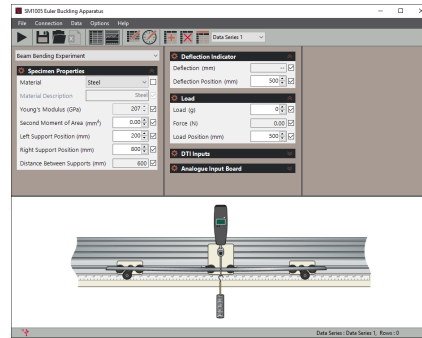 SM1005 Euler Buckling Apparatus
File Connection Data Options Help
Data Series 1
Beam Bending Experiment
Specimen Properties
Material Steel
Material Description Steel
Young's Modulus (GPa) 207
Second Moment of Area (mm⁴) 0.00
Left Support Position (mm) 200
Right Support Position (mm) 800
Distance Between Supports (mm) 600
Deflection Indicator
Deflection (mm) --
Deflection Position (mm) 500
Load
Load (g) 0
Force (N) 0.00
Load Position (mm) 500
DTI Inputs
Analogue Input Board
Data Series : Data Series 1, Rows : 0